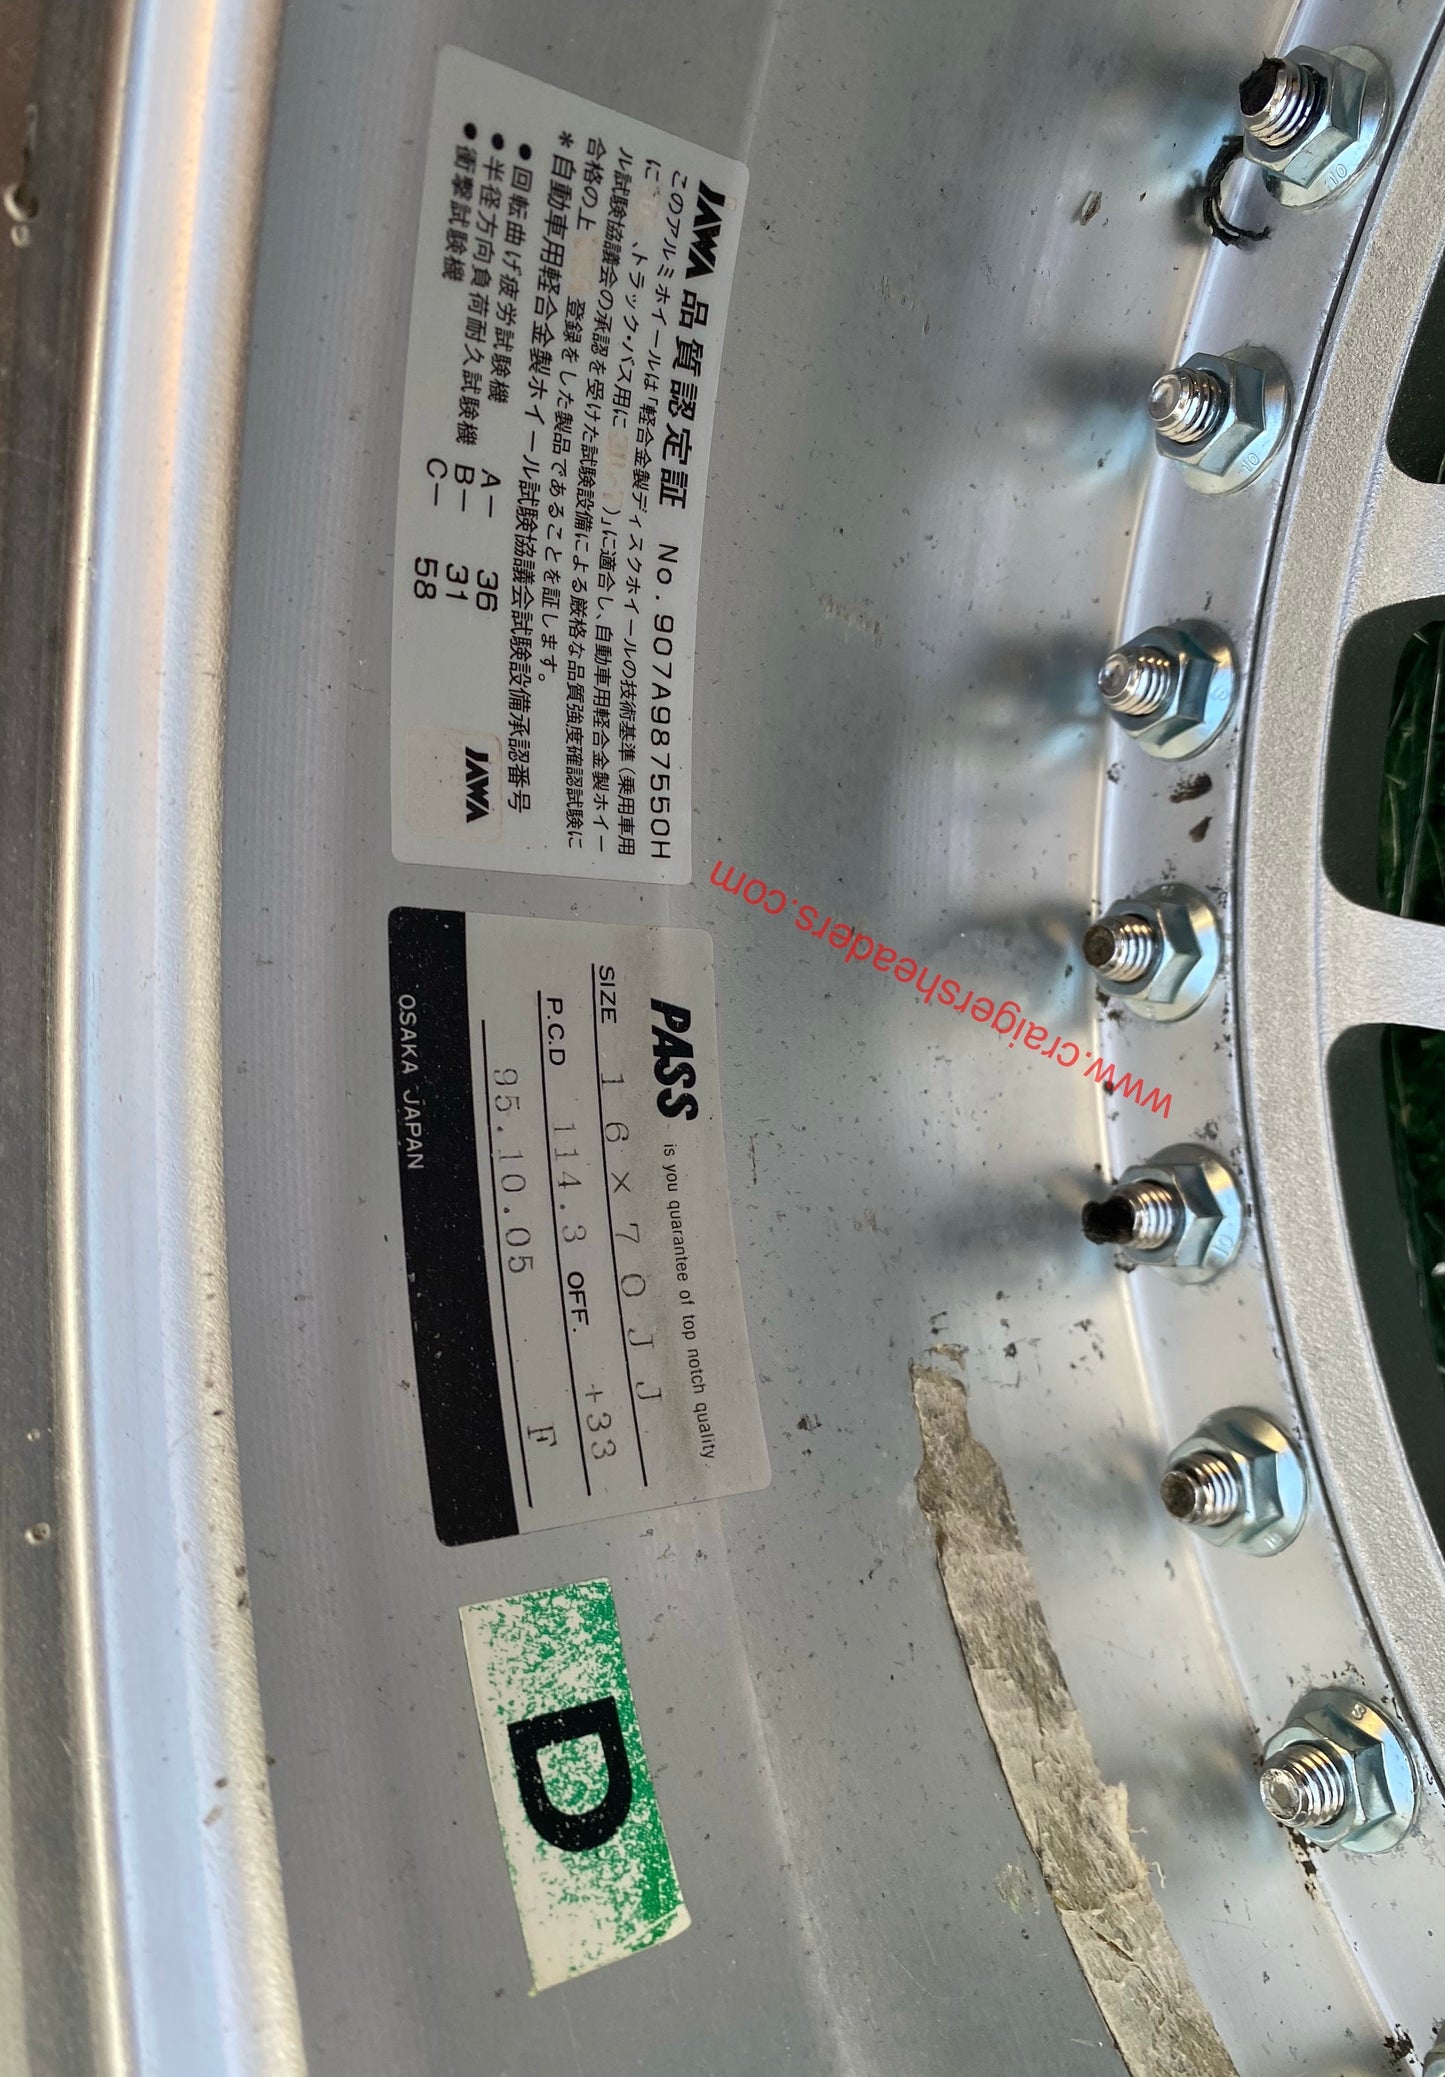 JAWA 品質認定証 No. 907A987550H
このアルミホイールは「軽合金製ディスクホイールの技術基準(乗用車用
に 、トラック・バス用に )」に適合し、自動車用軽合金製ホイー
ル試験協議会の承認を受けた試験設備による厳格な品質強度確認試験に
合格の上 登録をした製品であることを証します。
*自動車用軽合金製ホイール試験協議会試験設備承認番号
●回転曲げ疲労試験機 A— 36
●半径方向負荷耐久試験機 B— 31
●衝撃試験機 C— 58
JAWA
PASS is you quarantee of top notch quality
SIZE 16×70JJ
P.C.D 114.3 OFF. +33
95.10.05 F
OSAKA JAPAN
D
www.craigersheaders.com
10
10
8
10
8